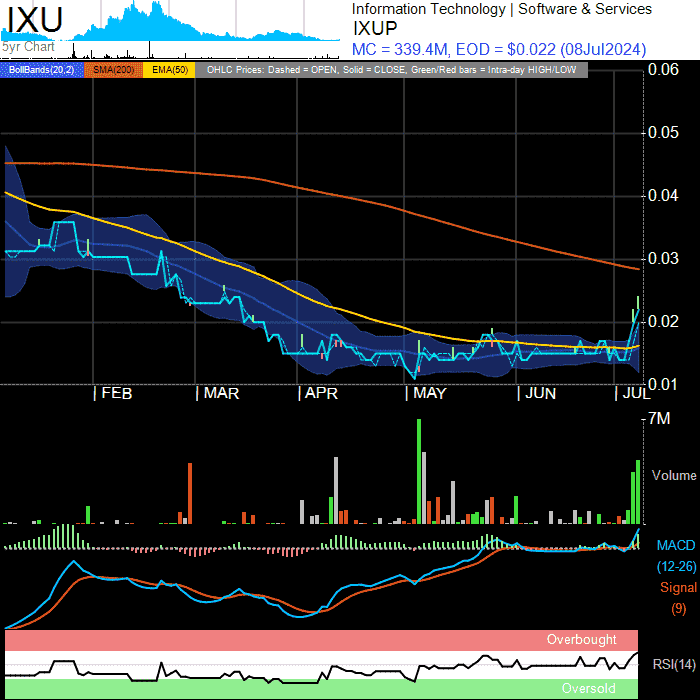 IXU
5yr Chart
Information Technology | Software & Services
IXUP
MC = 339.4M, EOD = $0.022 (08Jul2024)
BollBands(20,2) SMA(200) EMA(50) OHLC Prices: Dashed = OPEN, Solid = CLOSE, Green/Red bars = Intra-day HIGH/LOW
0.06
0.05
0.04
0.03
0.02
0.01
| FEB | MAR | APR | MAY | JUN | JUL
7M
Volume
MACD
(12-26)
Signal
(9)
Overbought
RSI(14)
Oversold